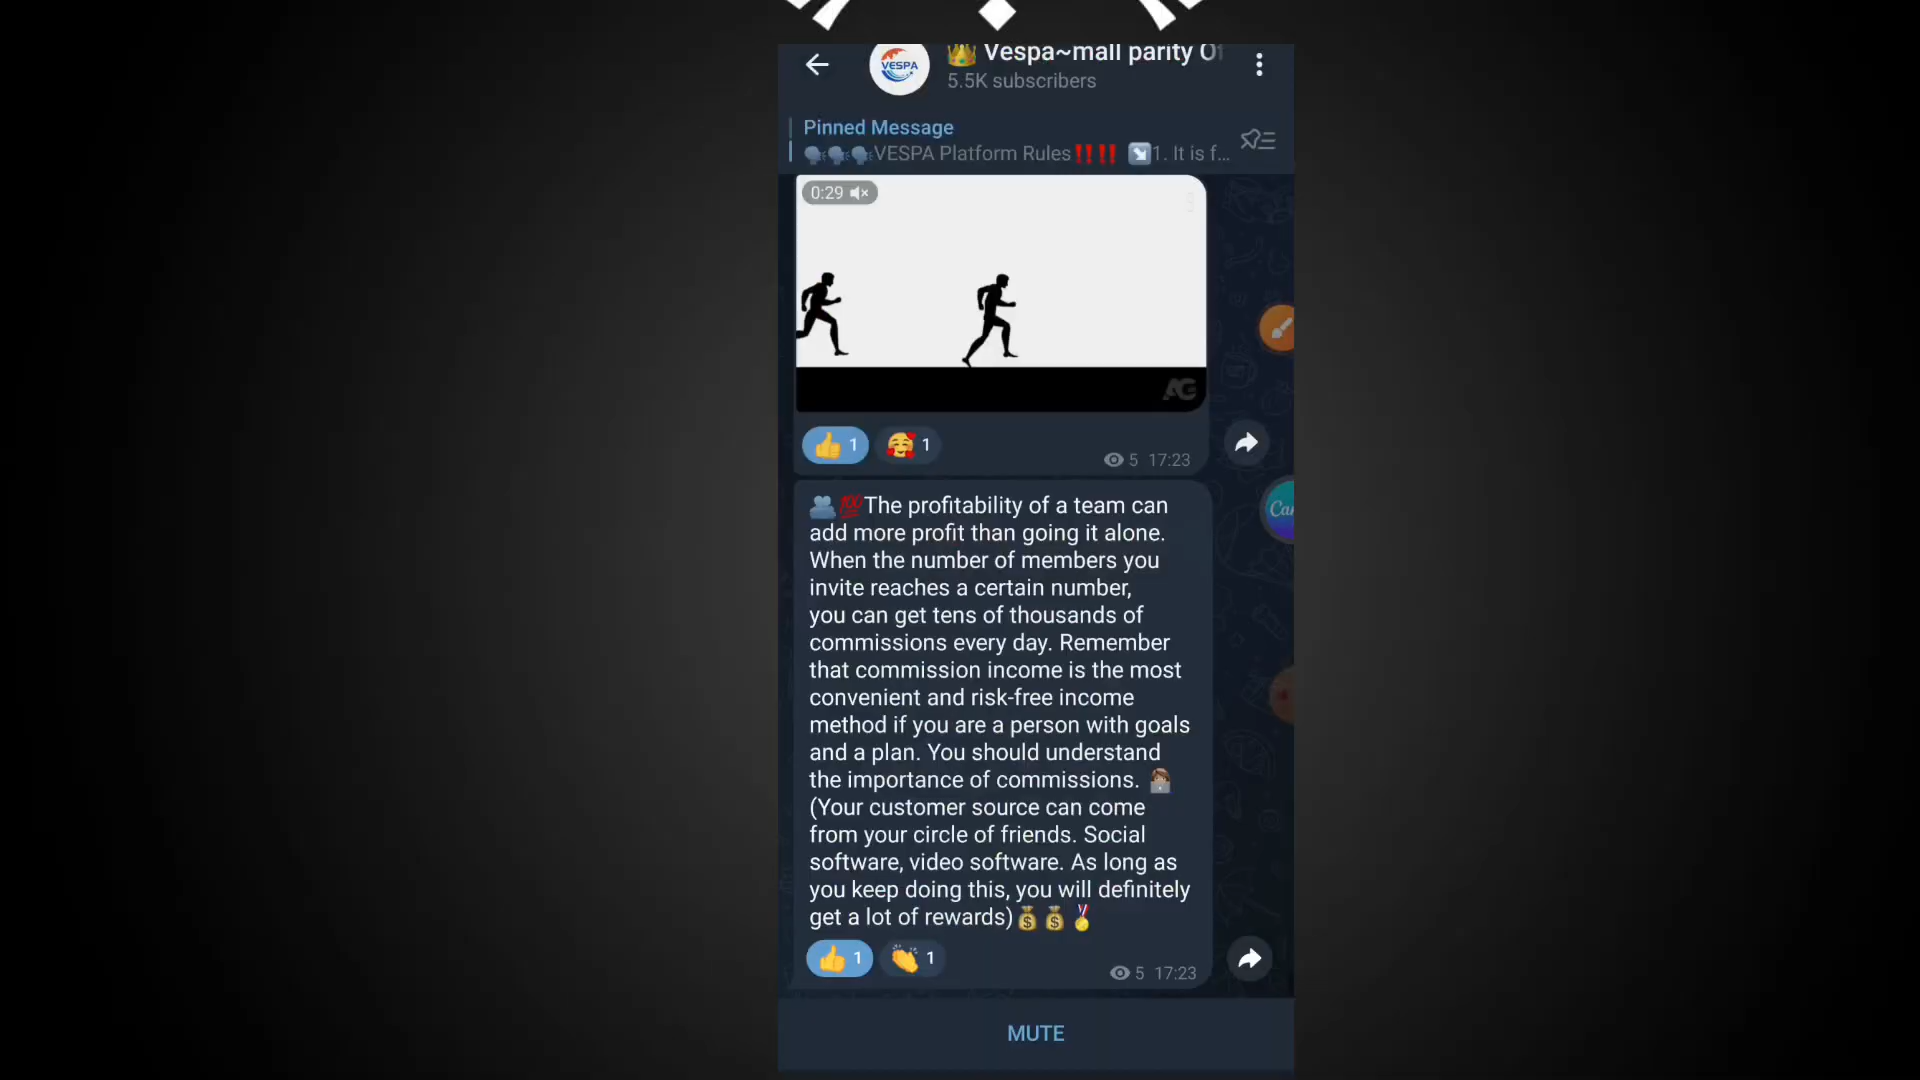 👑 Vespa~mall parity Of
VESPA
5.5K subscribers
Pinned Message
🗣🗣🗣VESPA Platform Rules‼️‼️ ↘️1. It is f...
0:29
AG
👍 1 🥰 1
5 17:23
🫂💯The profitability of a team can
add more profit than going it alone.
When the number of members you
invite reaches a certain number,
you can get tens of thousands of
commissions every day. Remember
that commission income is the most
convenient and risk-free income
method if you are a person with goals
and a plan. You should understand
the importance of commissions. 👩‍💻
(Your customer source can come
from your circle of friends. Social
software, video software. As long as
you keep doing this, you will definitely
get a lot of rewards)💰💰🏅
👍 1 👏 1
5 17:23
MUTE